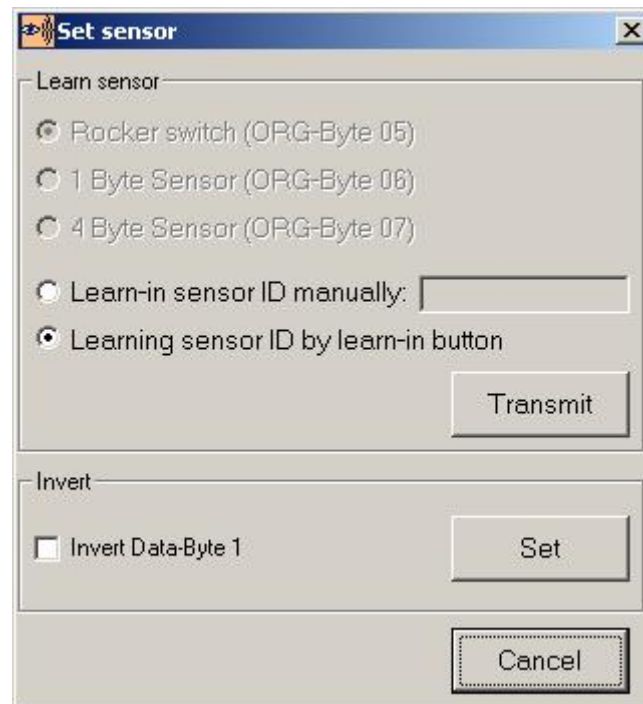 Set sensor
Learn sensor
Rocker switch (ORG-Byte 05)
1 Byte Sensor (ORG-Byte 06)
4 Byte Sensor (ORG-Byte 07)
Learn-in sensor ID manually:
Learning sensor ID by learn-in button
Transmit
Invert
Invert Data-Byte 1
Set
Cancel